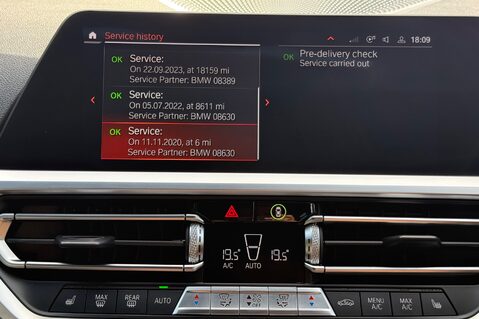 Service history
18:09
OK Service:
On 22.09.2023, at 18159 mi
Service Partner: BMW 08389
OK Service:
On 05.07.2022, at 8611 mi
Service Partner: BMW 08630
OK Service:
On 11.11.2020, at 6 mi
Service Partner: BMW 08630
OK Pre-delivery check
Service carried out
19.5° 19.5°
A/C AUTO
MAX
REAR
AUTO
A/C
OFF
MENU
A/C
MAX
A/C